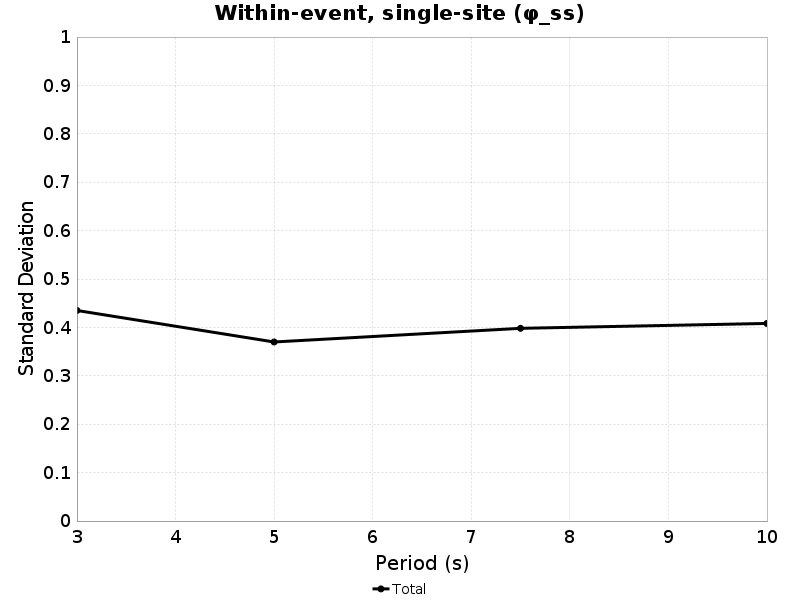 Within-event, single-site (φ_ss)
1
0.9
0.8
0.7
0.6
0.5
0.4
0.3
0.2
0.1
0
Standard Deviation
3 4 5 6 7 8 9 10
Period (s)
Total